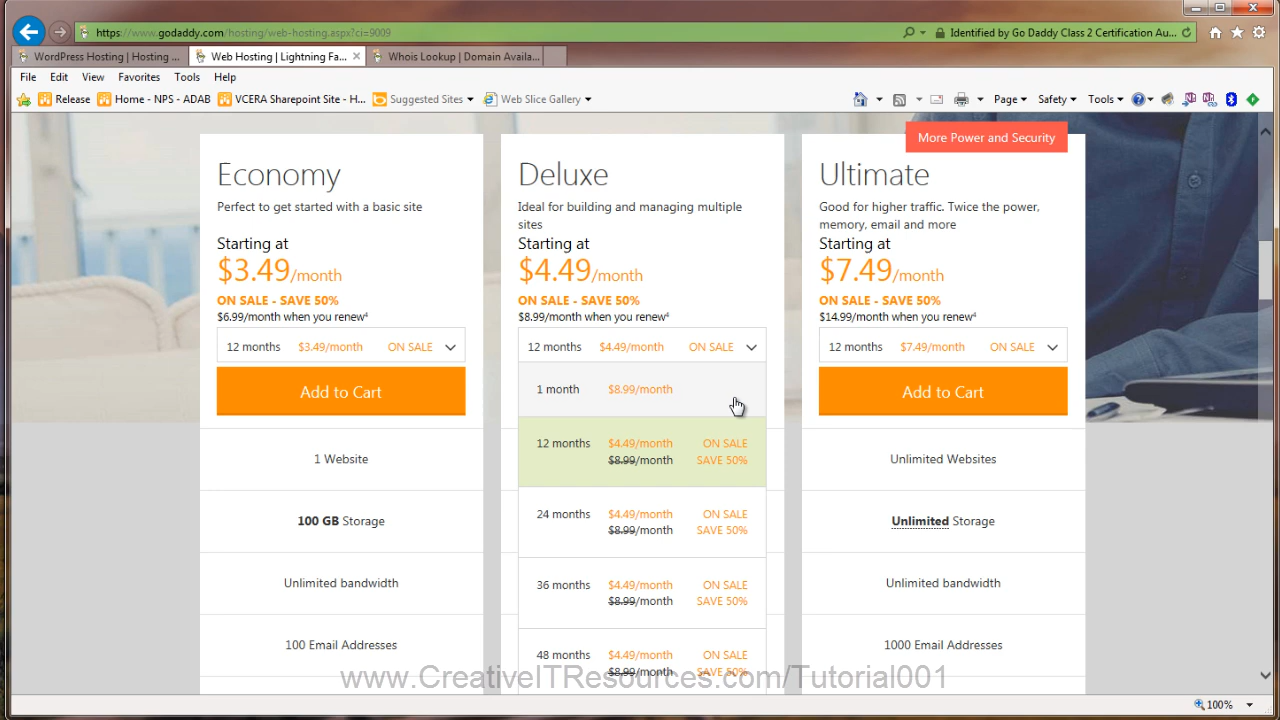 https://www.godaddy.com/hosting/web-hosting.aspx?ci=9009
Identified by Go Daddy Class 2 Certification Au...
WordPress Hosting | Hosting ...
Web Hosting | Lightning Fa...
Whois Lookup | Domain Availa...
File Edit View Favorites Tools Help
Release
Home - NPS - ADAB
VCERA Sharepoint Site - H...
Suggested Sites
Web Slice Gallery
Page
Safety
Tools
More Power and Security
Economy
Perfect to get started with a basic site
Starting at
$3.49/month
ON SALE - SAVE 50%
$6.99/month when you renew⁴
12 months $3.49/month ON SALE
Add to Cart
1 Website
100 GB Storage
Unlimited bandwidth
100 Email Addresses
Deluxe
Ideal for building and managing multiple
sites
Starting at
$4.49/month
ON SALE - SAVE 50%
$8.99/month when you renew⁴
12 months $4.49/month ON SALE
1 month $8.99/month
12 months $4.49/month ON SALE
$8.99/month SAVE 50%
24 months $4.49/month ON SALE
$8.99/month SAVE 50%
36 months $4.49/month ON SALE
$8.99/month SAVE 50%
48 months $4.49/month ON SALE
$8.99/month SAVE 50%
Ultimate
Good for higher traffic. Twice the power,
memory, email and more
Starting at
$7.49/month
ON SALE - SAVE 50%
$14.99/month when you renew⁴
12 months $7.49/month ON SALE
Add to Cart
Unlimited Websites
Unlimited Storage
Unlimited bandwidth
1000 Email Addresses
www.CreativeITResources.com/Tutorial001
100%